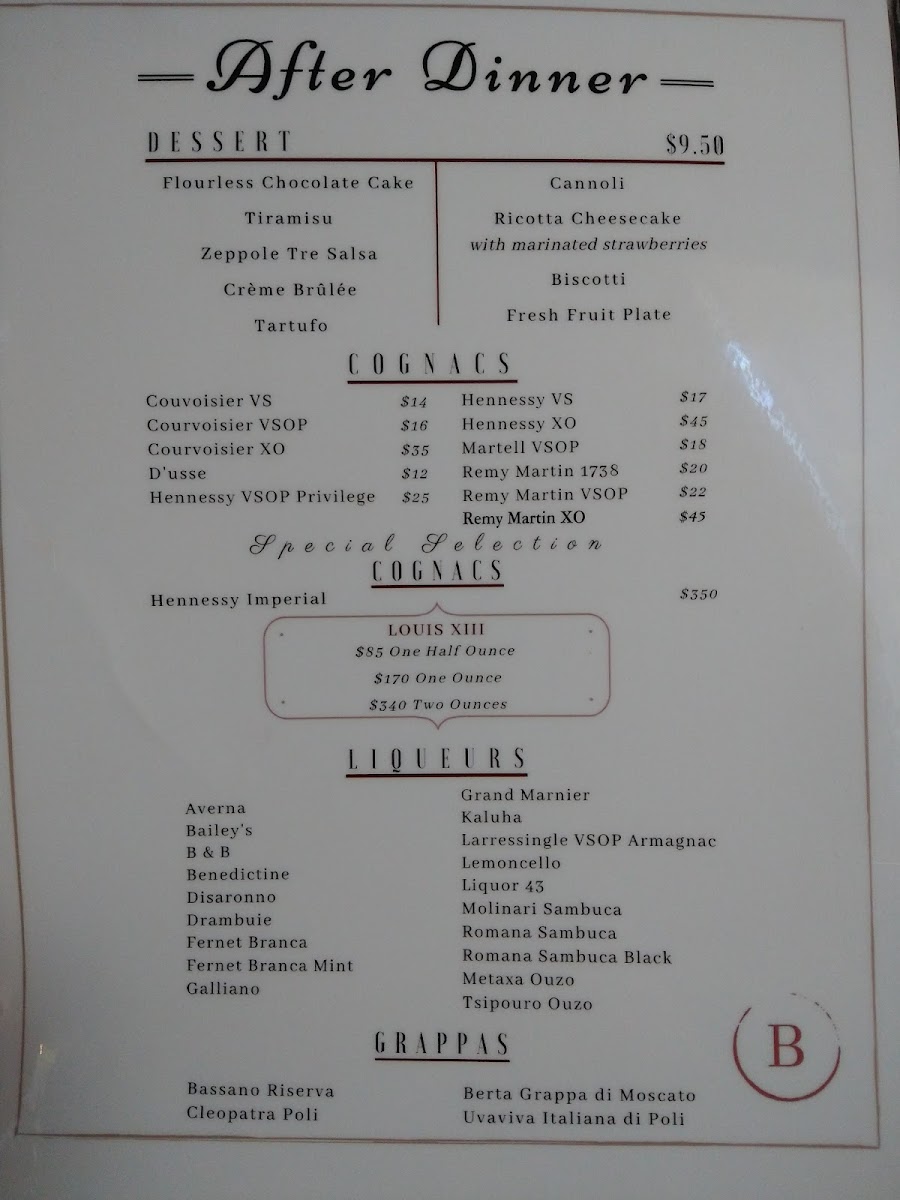 After Dinner
DESSERT $9.50
Flourless Chocolate Cake
Tiramisu
Zeppole Tre Salsa
Crème Brûlée
Tartufo
Cannoli
Ricotta Cheesecake
with marinated strawberries
Biscotti
Fresh Fruit Plate
COGNACS
Couvoisier VS $14
Courvoisier VSOP $16
Courvoisier XO $35
D'usse $12
Hennessy VSOP Privilege $25
Hennessy VS $17
Hennessy XO $45
Martell VSOP $18
Remy Martin 1738 $20
Remy Martin VSOP $22
Remy Martin XO $45
Special Selection
COGNACS
Hennessy Imperial $350
LOUIS XIII
$85 One Half Ounce
$170 One Ounce
$340 Two Ounces
LIQUEURS
Averna
Bailey's
B & B
Benedictine
Disaronno
Drambuie
Fernet Branca
Fernet Branca Mint
Galliano
Grand Marnier
Kaluha
Larressingle VSOP Armagnac
Lemoncello
Liquor 43
Molinari Sambuca
Romana Sambuca
Romana Sambuca Black
Metaxa Ouzo
Tsipouro Ouzo
GRAPPAS
Bassano Riserva
Cleopatra Poli
Berta Grappa di Moscato
Uvaviva Italiana di Poli
B